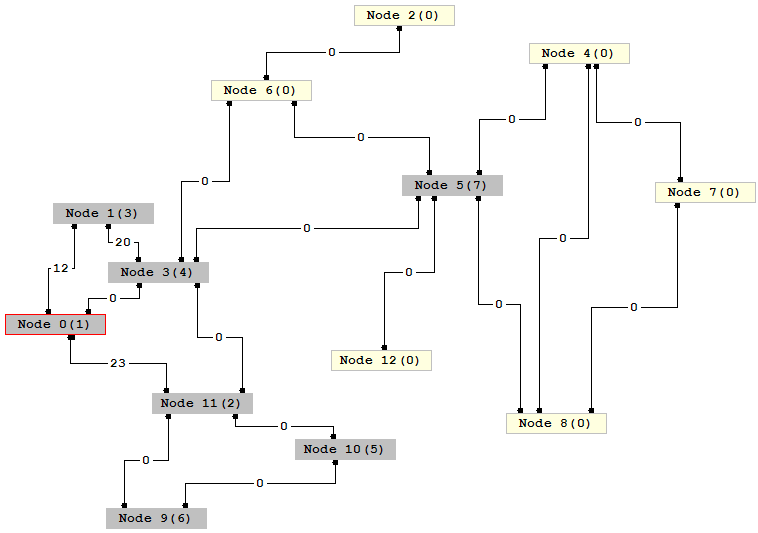 Node 2(0)
Node 4(0)
0
Node 6(0)
0
0
0
0
Node 5(7)
Node 7(0)
Node 1(3)
0
0
20
0
12
Node 3(4)
0
0
0
0
Node 0(1)
0
23
Node 12(0)
Node 11(2)
Node 8(0)
0
Node 10(5)
0
0
Node 9(6)